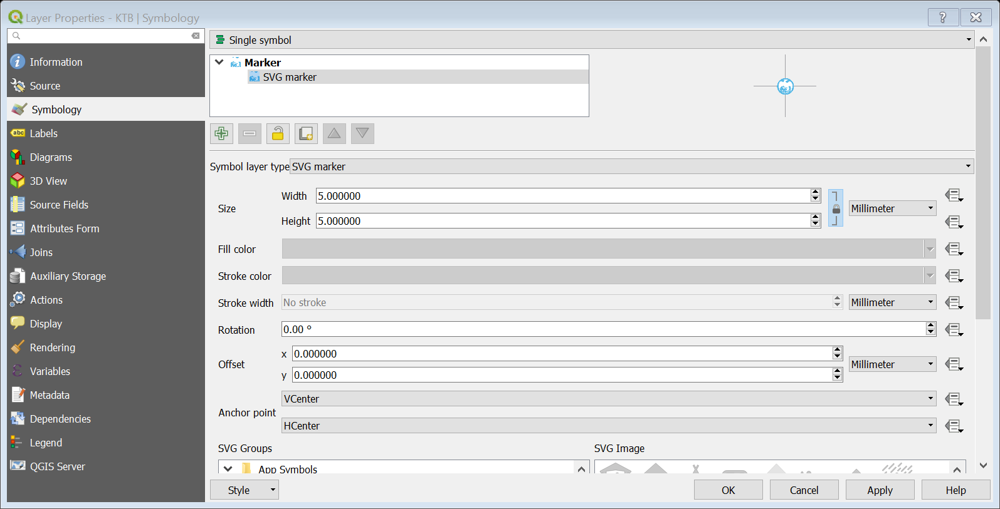 Layer Properties - KTB | Symbology
Information
Source
Symbology
Labels
Diagrams
3D View
Source Fields
Attributes Form
Joins
Auxiliary Storage
Actions
Display
Rendering
Variables
Metadata
Dependencies
Legend
QGIS Server
Single symbol
Marker
SVG marker
Symbol layer type SVG marker
Size
Width 5.000000
Height 5.000000
Millimeter
Fill color
Stroke color
Stroke width No stroke Millimeter
Rotation 0.00 °
Offset
x 0.000000
y 0.000000
Millimeter
Anchor point
VCenter
HCenter
SVG Groups
App Symbols
SVG Image
Style
OK
Cancel
Apply
Help
abc